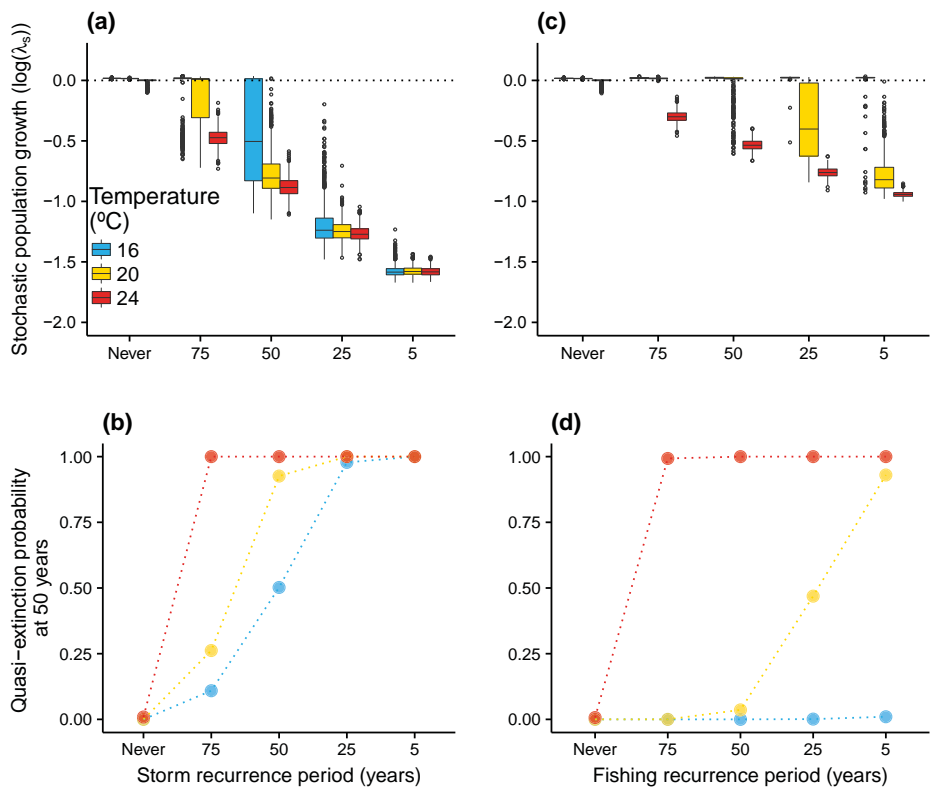 (a)
Stochastic population growth (log(λs))
0.0
−0.5
−1.0
−1.5
−2.0
Temperature
(ºC)
16
20
24
Never 75 50 25 5
(c)
0.0
−0.5
−1.0
−1.5
−2.0
Never 75 50 25 5
(b)
Quasi−extinction probability
at 50 years
1.00
0.75
0.50
0.25
0.00
Never 75 50 25 5
Storm recurrence period (years)
(d)
1.00
0.75
0.50
0.25
0.00
Never 75 50 25 5
Fishing recurrence period (years)